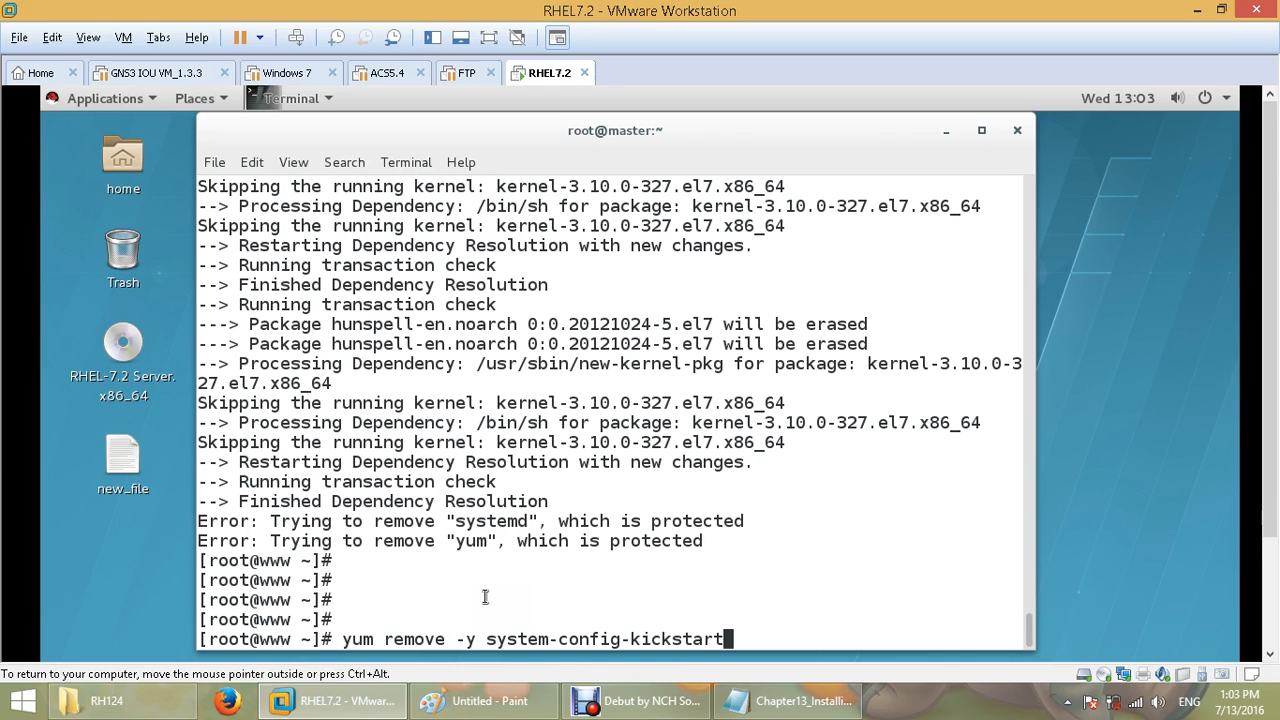 RHEL7.2 - VMware Workstation
File Edit View VM Tabs Help
Home GNS3 IOU VM_1.3.3 Windows 7 ACS5.4 FTP RHEL7.2
Applications Places Terminal Wed 13:03
root@master:~
File Edit View Search Terminal Help
home
Trash
RHEL-7.2 Server.
x86_64
new_file
Skipping the running kernel: kernel-3.10.0-327.el7.x86_64
--> Processing Dependency: /bin/sh for package: kernel-3.10.0-327.el7.x86_64
Skipping the running kernel: kernel-3.10.0-327.el7.x86_64
--> Restarting Dependency Resolution with new changes.
--> Running transaction check
--> Finished Dependency Resolution
--> Running transaction check
---> Package hunspell-en.noarch 0:0.20121024-5.el7 will be erased
---> Package hunspell-en.noarch 0:0.20121024-5.el7 will be erased
--> Processing Dependency: /usr/sbin/new-kernel-pkg for package: kernel-3.10.0-3
27.el7.x86_64
Skipping the running kernel: kernel-3.10.0-327.el7.x86_64
--> Processing Dependency: /bin/sh for package: kernel-3.10.0-327.el7.x86_64
Skipping the running kernel: kernel-3.10.0-327.el7.x86_64
--> Restarting Dependency Resolution with new changes.
--> Running transaction check
--> Finished Dependency Resolution
Error: Trying to remove "systemd", which is protected
Error: Trying to remove "yum", which is protected
[root@www ~]#
[root@www ~]#
[root@www ~]#
[root@www ~]#
[root@www ~]# yum remove -y system-config-kickstart
To return to your computer, move the mouse pointer outside or press Ctrl+Alt.
RH124 RHEL7.2 - VMwar... Untitled - Paint Debut by NCH So... Chapter13_Installi... ENG 1:03 PM
7/13/2016